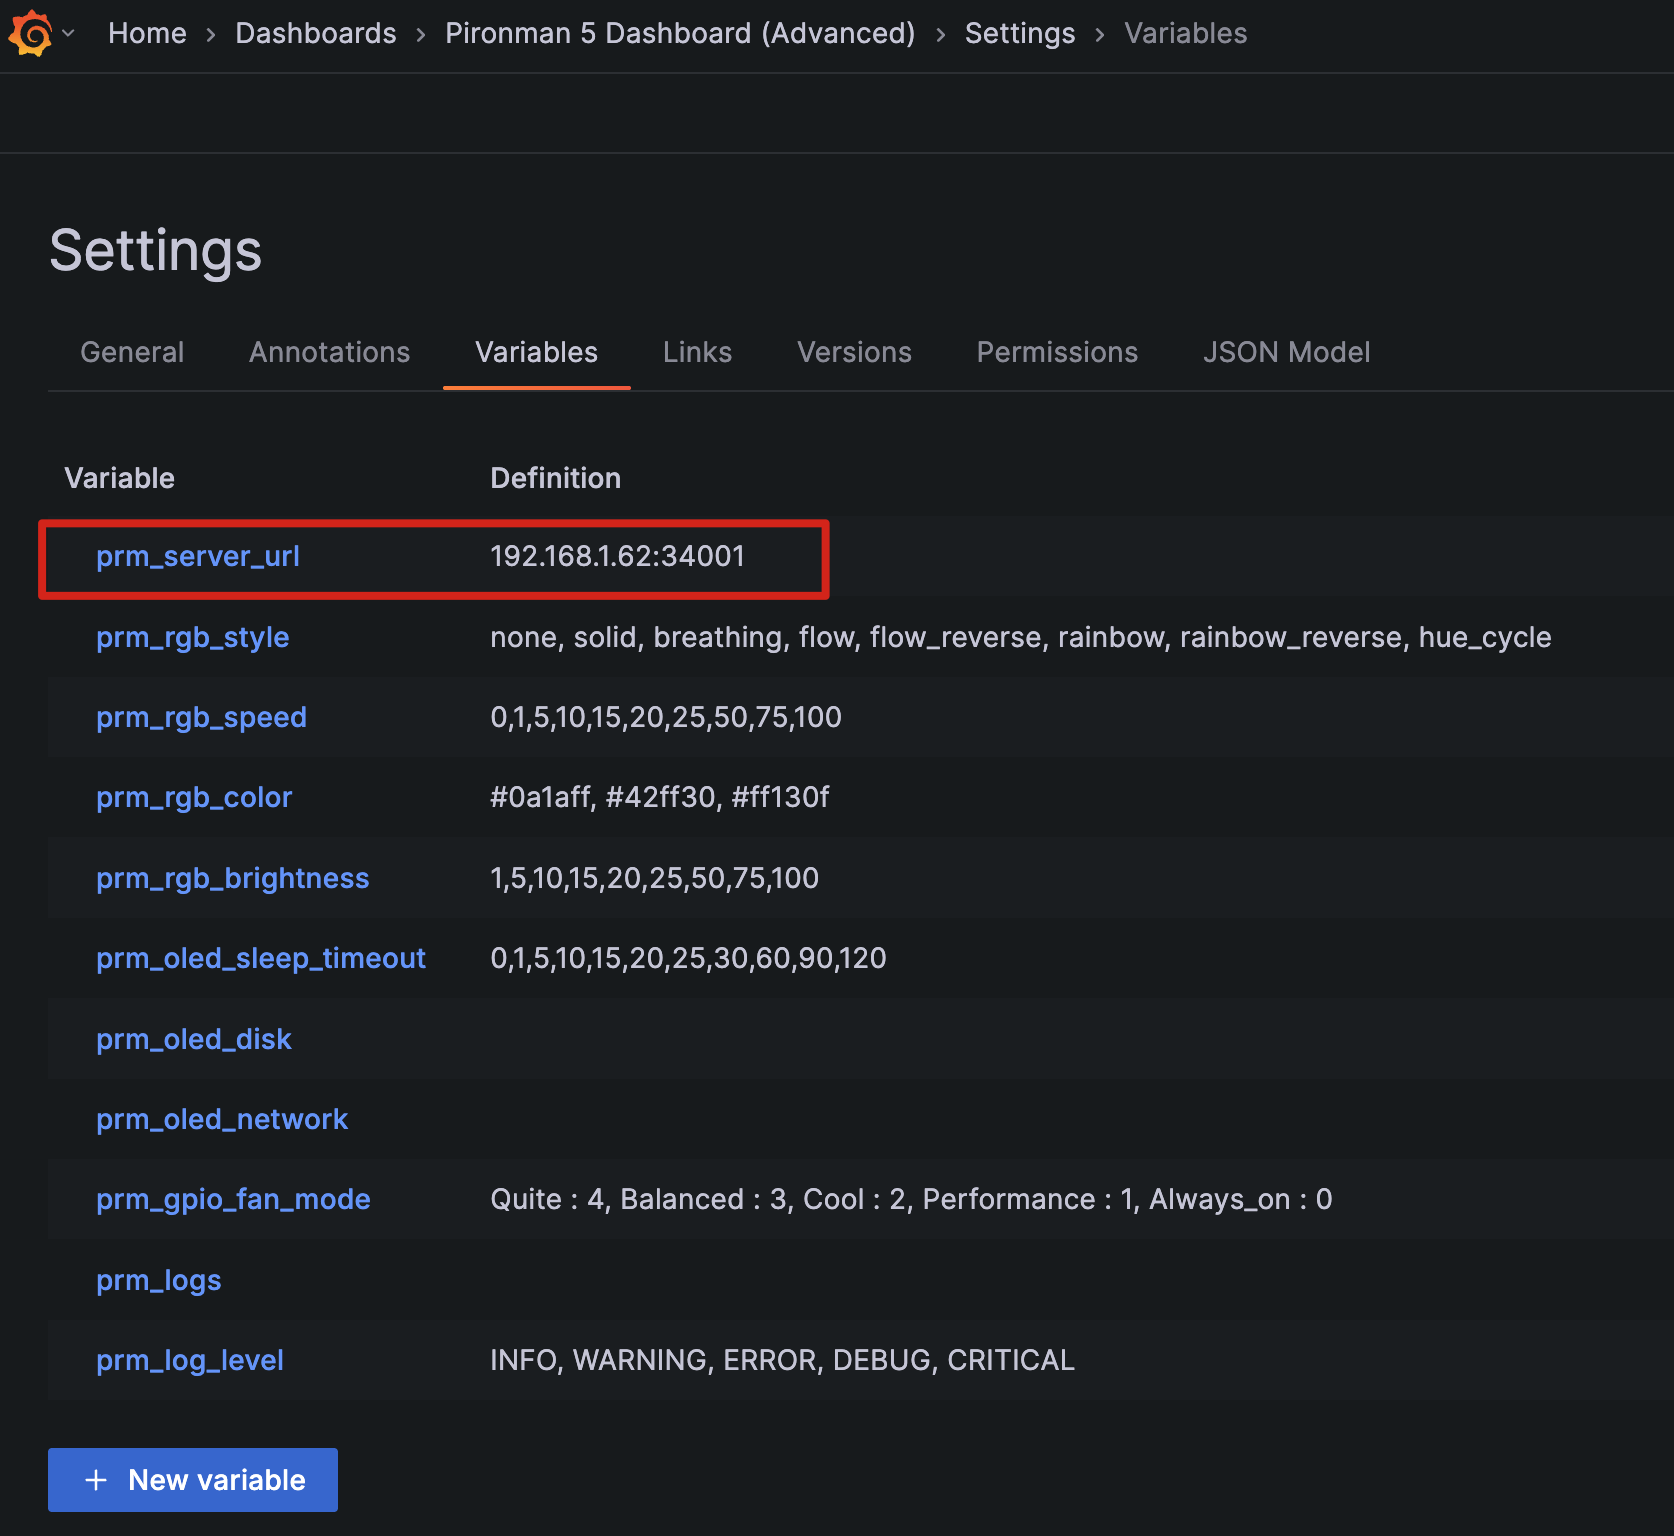 Home › Dashboards › Pironman 5 Dashboard (Advanced) › Settings › Variables
Settings
General Annotations Variables Links Versions Permissions JSON Model
Variable Definition
prm_server_url 192.168.1.62:34001
prm_rgb_style none, solid, breathing, flow, flow_reverse, rainbow, rainbow_reverse, hue_cycle
prm_rgb_speed 0,1,5,10,15,20,25,50,75,100
prm_rgb_color #0a1aff, #42ff30, #ff130f
prm_rgb_brightness 1,5,10,15,20,25,50,75,100
prm_oled_sleep_timeout 0,1,5,10,15,20,25,30,60,90,120
prm_oled_disk
prm_oled_network
prm_gpio_fan_mode Quite : 4, Balanced : 3, Cool : 2, Performance : 1, Always_on : 0
prm_logs
prm_log_level INFO, WARNING, ERROR, DEBUG, CRITICAL
+ New variable